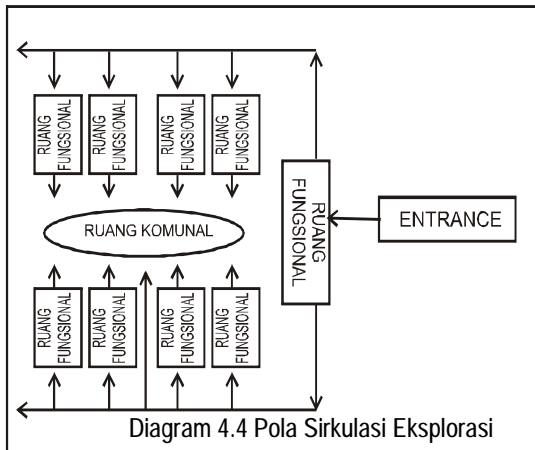 RUANG
FUNGSIONAL
RUANG
FUNGSIONAL
RUANG
FUNGSIONAL
RUANG
FUNGSIONAL
RUANG KOMUNAL
RUANG
FUNGSIONAL
ENTRANCE
RUANG
FUNGSIONAL
RUANG
FUNGSIONAL
RUANG
FUNGSIONAL
RUANG
FUNGSIONAL
Diagram 4.4 Pola Sirkulasi Eksplorasi